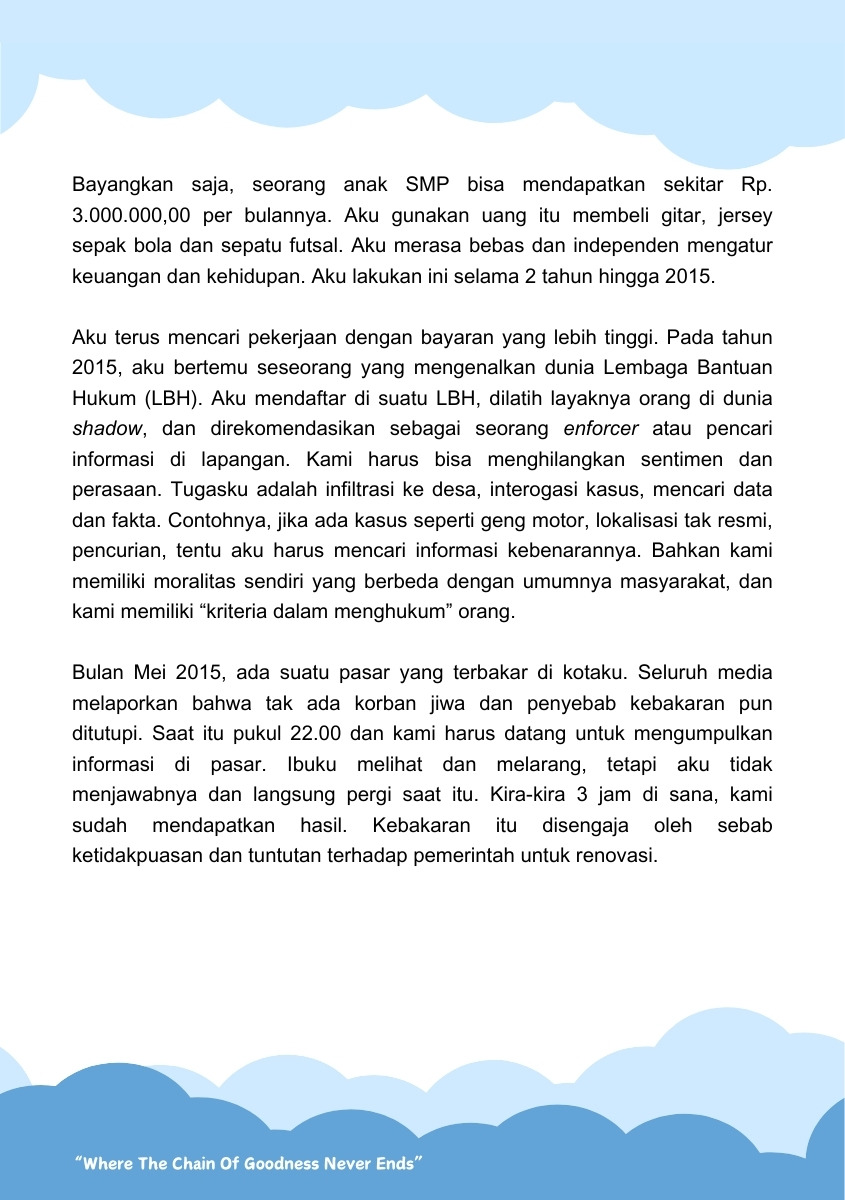 Bayangkan saja, seorang anak SMP bisa mendapatkan sekitar Rp.
3.000.000,00 per bulannya. Aku gunakan uang itu membeli gitar, jersey
sepak bola dan sepatu futsal. Aku merasa bebas dan independen mengatur
keuangan dan kehidupan. Aku lakukan ini selama 2 tahun hingga 2015.
Aku terus mencari pekerjaan dengan bayaran yang lebih tinggi. Pada tahun
2015, aku bertemu seseorang yang mengenalkan dunia Lembaga Bantuan
Hukum (LBH). Aku mendaftar di suatu LBH, dilatih layaknya orang di dunia
shadow, dan direkomendasikan sebagai seorang enforcer atau pencari
informasi di lapangan. Kami harus bisa menghilangkan sentimen dan
perasaan. Tugasku adalah infiltrasi ke desa, interogasi kasus, mencari data
dan fakta. Contohnya, jika ada kasus seperti geng motor, lokalisasi tak resmi,
pencurian, tentu aku harus mencari informasi kebenarannya. Bahkan kami
memiliki moralitas sendiri yang berbeda dengan umumnya masyarakat, dan
kami memiliki “kriteria dalam menghukum” orang.
Bulan Mei 2015, ada suatu pasar yang terbakar di kotaku. Seluruh media
melaporkan bahwa tak ada korban jiwa dan penyebab kebakaran pun
ditutupi. Saat itu pukul 22.00 dan kami harus datang untuk mengumpulkan
informasi di pasar. Ibuku melihat dan melarang, tetapi aku tidak
menjawabnya dan langsung pergi saat itu. Kira-kira 3 jam di sana, kami
sudah mendapatkan hasil. Kebakaran itu disengaja oleh sebab
ketidakpuasan dan tuntutan terhadap pemerintah untuk renovasi.
“Where The Chain Of Goodness Never Ends”